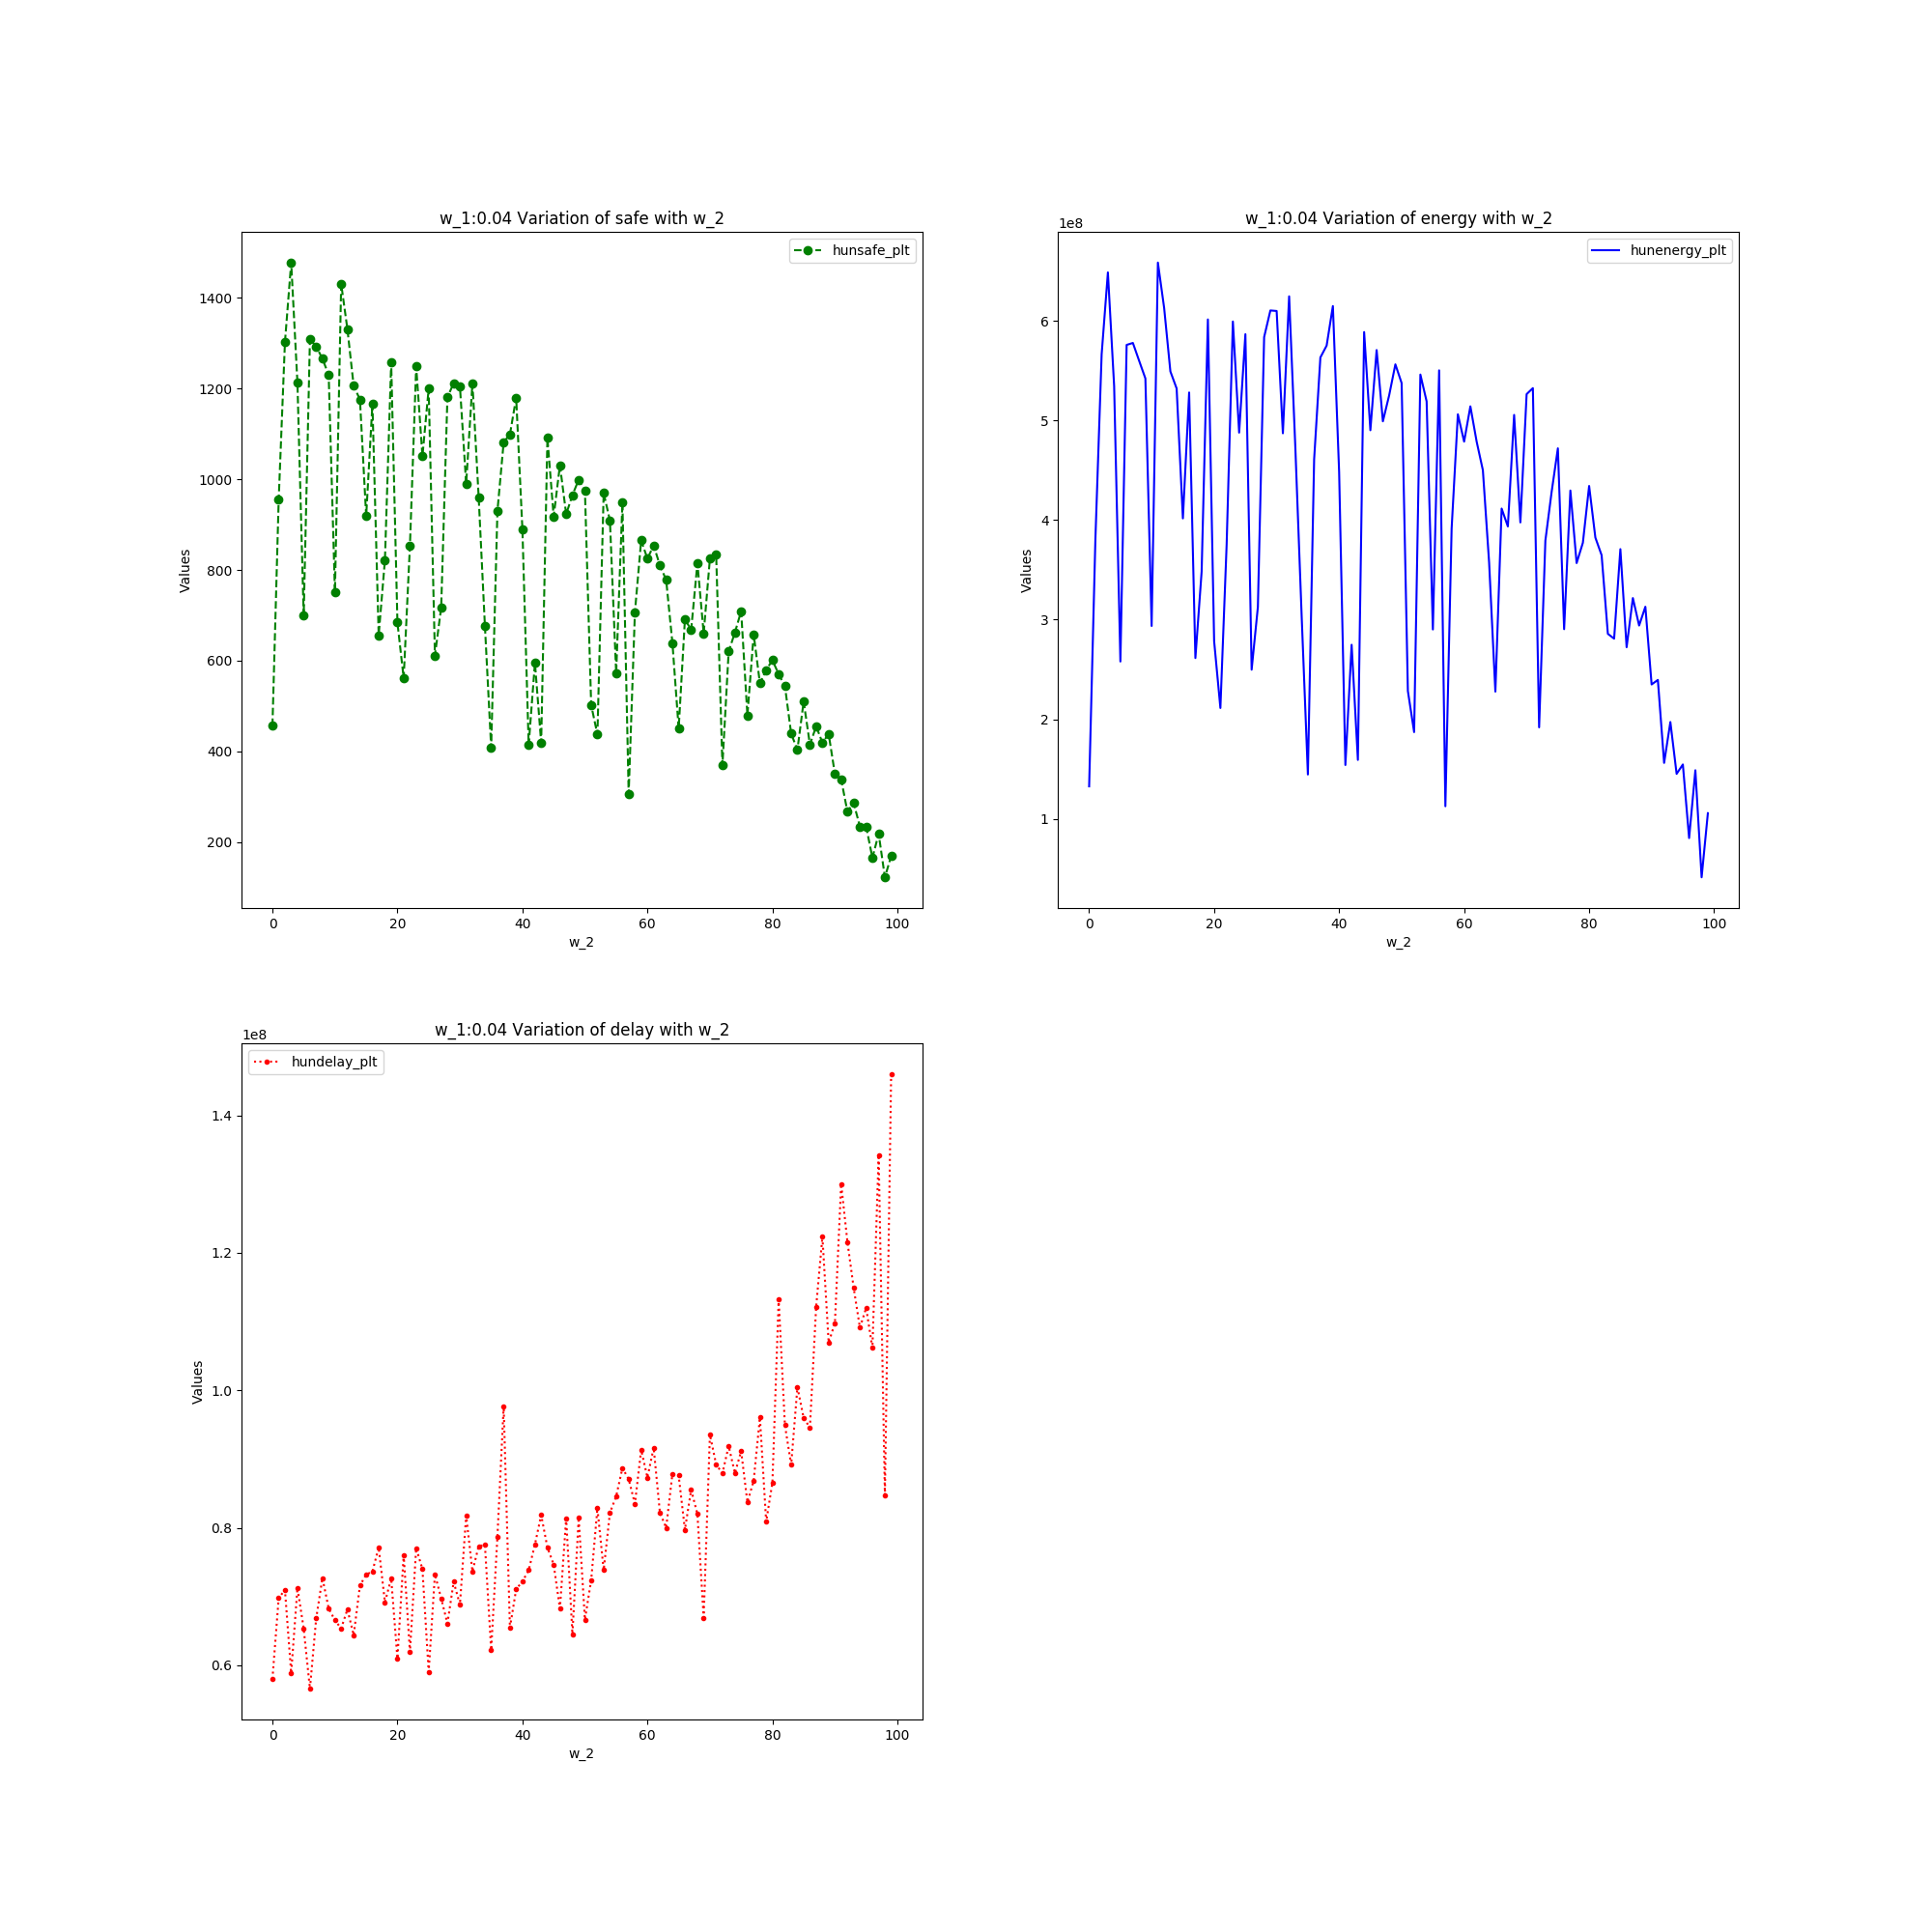 w_1:0.04 Variation of safe with w_2
hunsafe_plt
1400
1200
1000
800
600
400
200
Values
0 20 40 60 80 100
w_2
w_1:0.04 Variation of energy with w_2
1e8
hunenergy_plt
6
5
4
3
2
1
Values
0 20 40 60 80 100
w_2
w_1:0.04 Variation of delay with w_2
1e8
hundelay_plt
1.4
1.2
1.0
0.8
0.6
Values
0 20 40 60 80 100
w_2